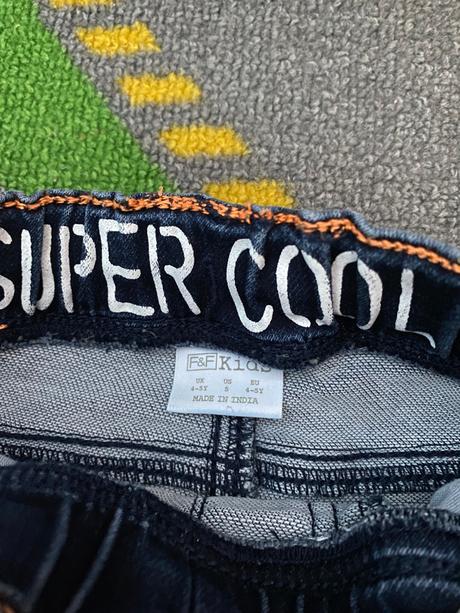 SUPER COOL
F&F Kids
UK US EU
4-5Y 5 4-5Y
MADE IN INDIA